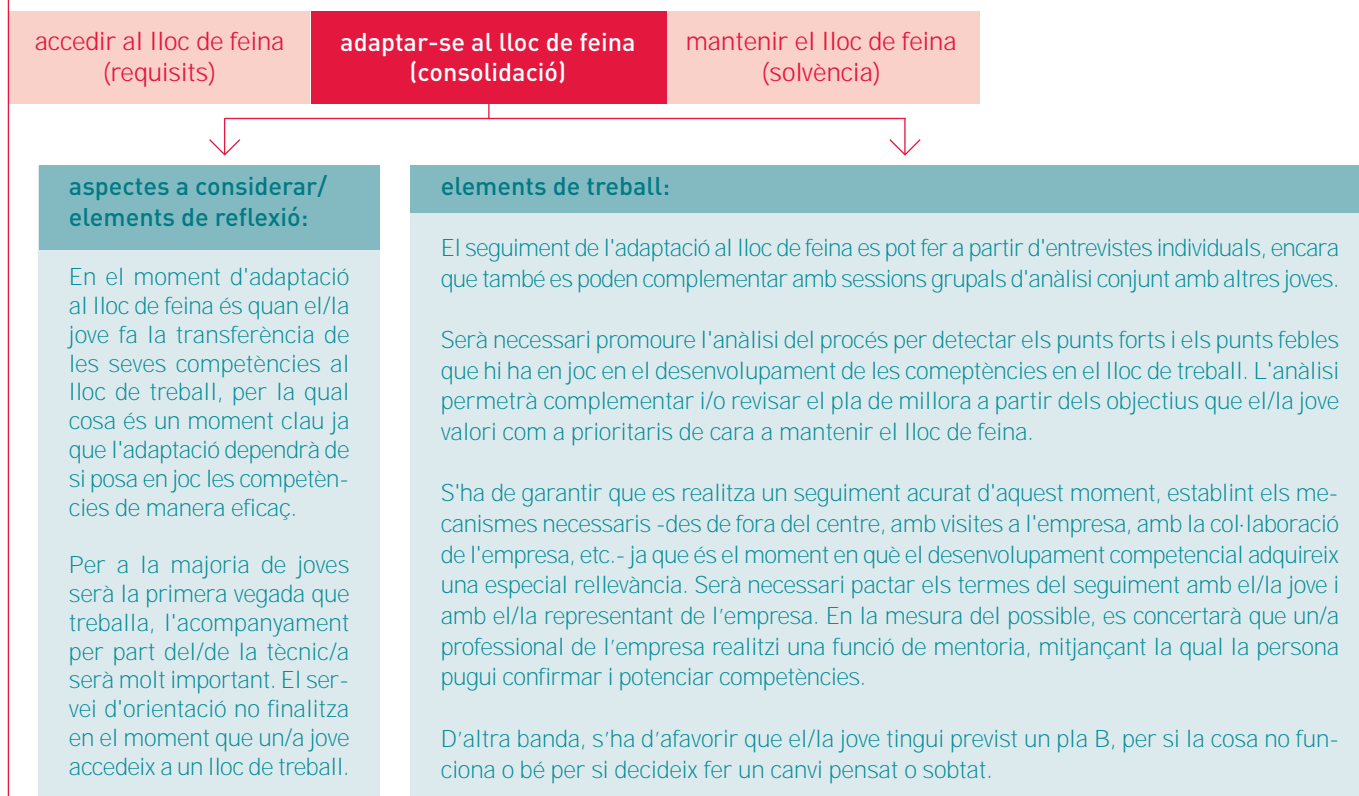 accedir al lloc de feina
(requisits)
adaptar-se al lloc de feina
(consolidació)
mantenir el lloc de feina
(solvència)
aspectes a considerar/
elements de reflexió:
En el moment d'adaptació
al lloc de feina és quan el/la
jove fa la transferència de
les seves competències al
lloc de treball, per la qual
cosa és un moment clau ja
que l'adaptació dependrà de
si posa en joc les competèn-
cies de manera eficaç.
Per a la majoria de joves
serà la primera vegada que
treballa, l'acompanyament
per part del/de la tècnic/a
serà molt important. El ser-
vei d'orientació no finalitza
en el moment que un/a jove
accedeix a un lloc de treball.
elements de treball:
El seguiment de l'adaptació al lloc de feina es pot fer a partir d'entrevistes individuals, encara
que també es poden complementar amb sessions grupals d'anàlisi conjunt amb altres joves.
Serà necessari promoure l'anàlisi del procés per detectar els punts forts i els punts febles
que hi ha en joc en el desenvolupament de les comeptències en el lloc de treball. L'anàlisi
permetrà complementar i/o revisar el pla de millora a partir dels objectius que el/la jove
valori com a prioritaris de cara a mantenir el lloc de feina.
S'ha de garantir que es realitza un seguiment acurat d'aquest moment, establint els me-
canismes necessaris -des de fora del centre, amb visites a l'empresa, amb la col·laboració
de l'empresa, etc.- ja que és el moment en què el desenvolupament competencial adquireix
una especial rellevància. Serà necessari pactar els termes del seguiment amb el/la jove i
amb el/la representant de l’empresa. En la mesura del possible, es concertarà que un/a
professional de l’empresa realitzi una funció de mentoria, mitjançant la qual la persona
pugui confirmar i potenciar competències.
D’altra banda, s’ha d’afavorir que el/la jove tingui previst un pla B, per si la cosa no fun-
ciona o bé per si decideix fer un canvi pensat o sobtat.